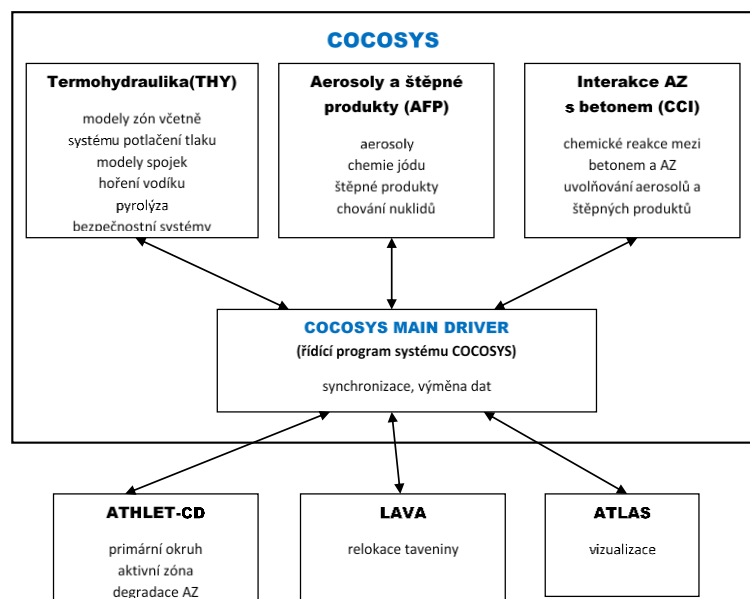 COCOSYS
Termohydraulika(THY)
modely zón včetně
systému potlačení tlaku
modely spojek
hoření vodíku
pyrolýza
bezpečnostní systémy
Aerosoly a štěpné
produkty (AFP)
aerosoly
chemie jódu
štěpné produkty
chování nuklidů
Interakce AZ
s betonem (CCI)
chemické reakce mezi
betonem a AZ
uvolňování aerosolů a
štěpných produktů
COCOSYS MAIN DRIVER
(řídící program systému COCOSYS)
synchronizace, výměna dat
ATHLET-CD
primární okruh
aktivní zóna
degradace AZ
LAVA
relokace taveniny
ATLAS
vizualizace